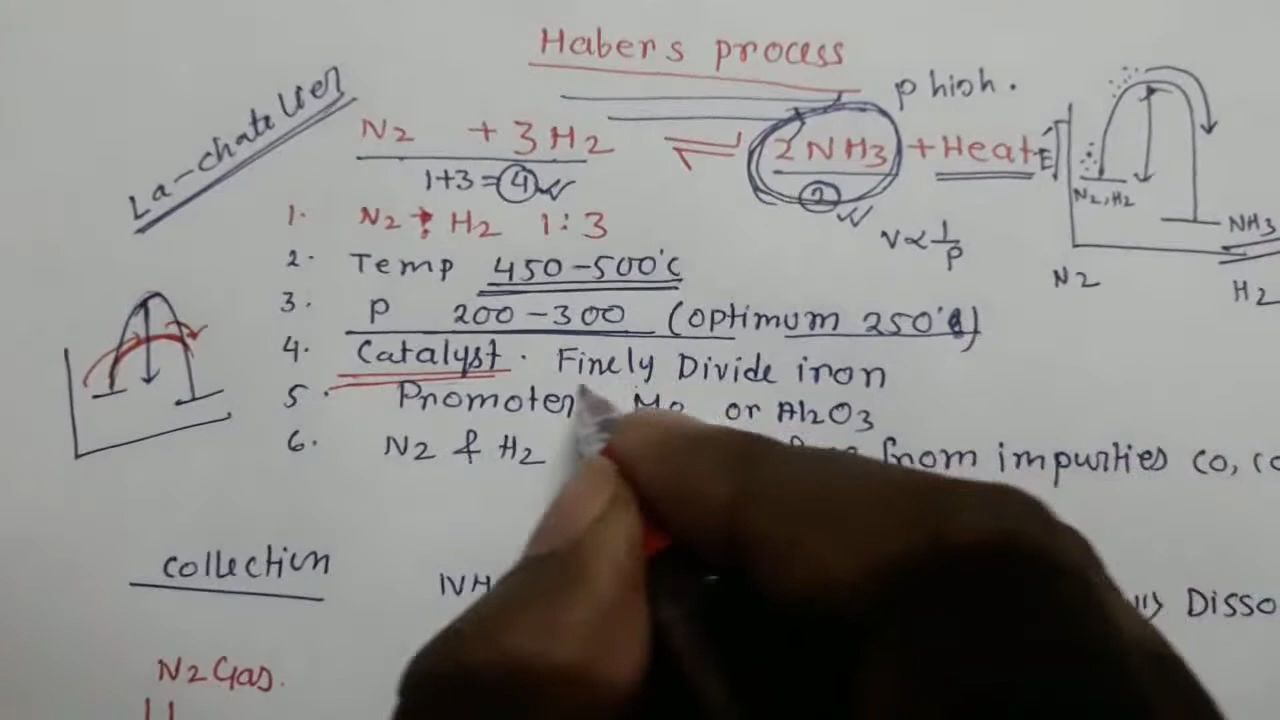 Habers process
La-chateLier
P high.
N2 + 3H2 ⇌ 2NH3 + Heat
1+3=4
2
V∝1/P
E
N2, H2
NH3
N2
H2
1. N2 : H2 1:3
2. Temp 450-500°C
3. P 200-300 (optimum 250
4. Catalyst. Finely Divide iron
5. Promoter Mo or Al2O3
6. N2 & H2 from impurties CO,
Collection
Disso
N2 Gas.